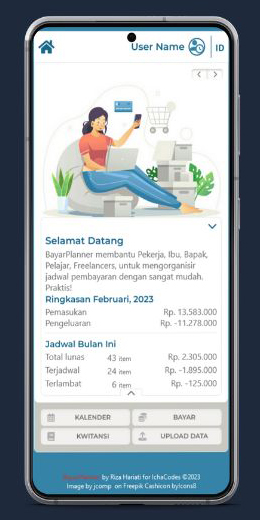 User Name ID
Selamat Datang
BayarPlanner membantu Pekerja, Ibu, Bapak,
Pelajar, Freelancers, untuk mengorganisir
jadwal pembayaran dengan sangat mudah.
Praktis!
Ringkasan Februari, 2023
Pemasukan Rp. 13.583.000
Pengeluaran Rp. -11.278.000
Jadwal Bulan Ini
Total lunas 43 item Rp. 2.305.000
Terjadwal 24 item Rp. -1.895.000
Terlambat 6 item Rp. -125.000
KALENDER BAYAR
KWITANSI UPLOAD DATA
by Riza Hariati for IchaCodes ©2023
Image by jcomp on Freepik Cashicon byIcons8